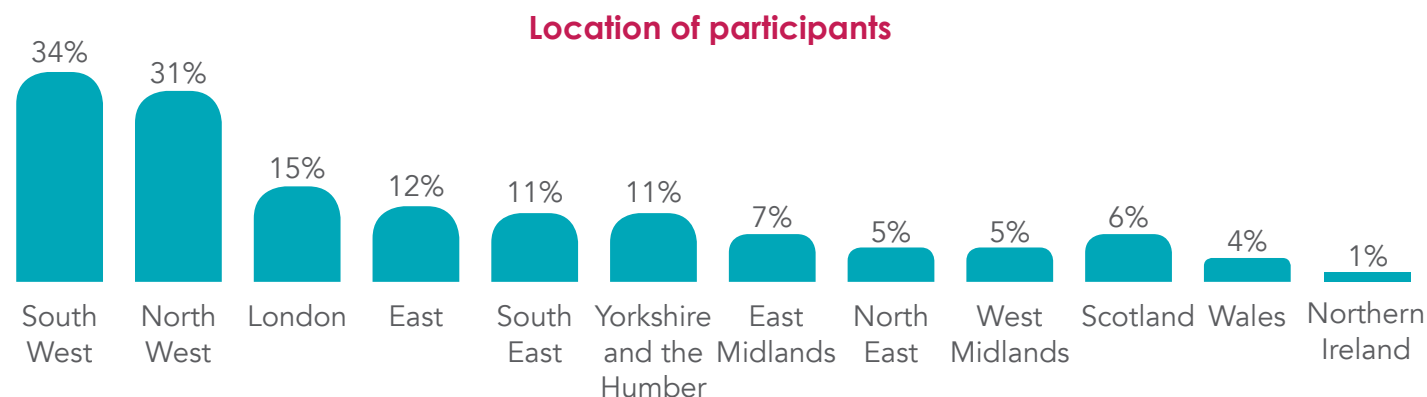 Location of participants
34%
31%
15%
12%
11%
11%
7%
5%
5%
6%
4%
1%
South
West
North
West
London
East
South
East
Yorkshire
and the
Humber
East
Midlands
North
East
West
Midlands
Scotland
Wales
Northern
Ireland